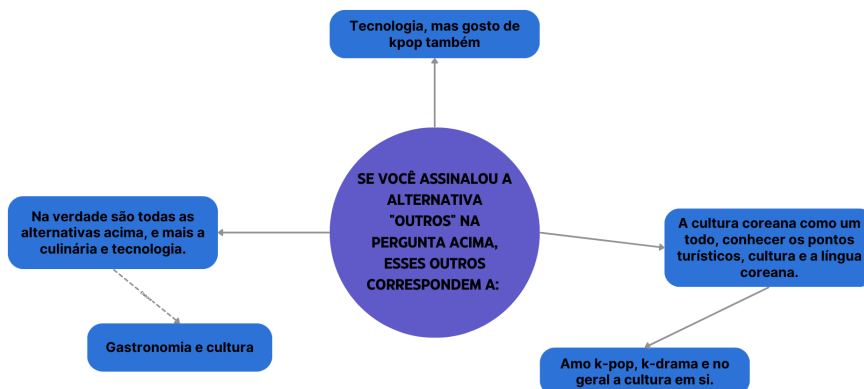 Tecnologia, mas gosto de
kpop também
SE VOCÊ ASSINALOU A
ALTERNATIVA
"OUTROS" NA
PERGUNTA ACIMA,
ESSES OUTROS
CORRESPONDEM A:
Na verdade são todas as
alternativas acima, e mais a
culinária e tecnologia.
A cultura coreana como um
todo, conhecer os pontos
turísticos, cultura e a língua
coreana.
Gastronomia e cultura
Amo k-pop, k-drama e no
geral a cultura em si.